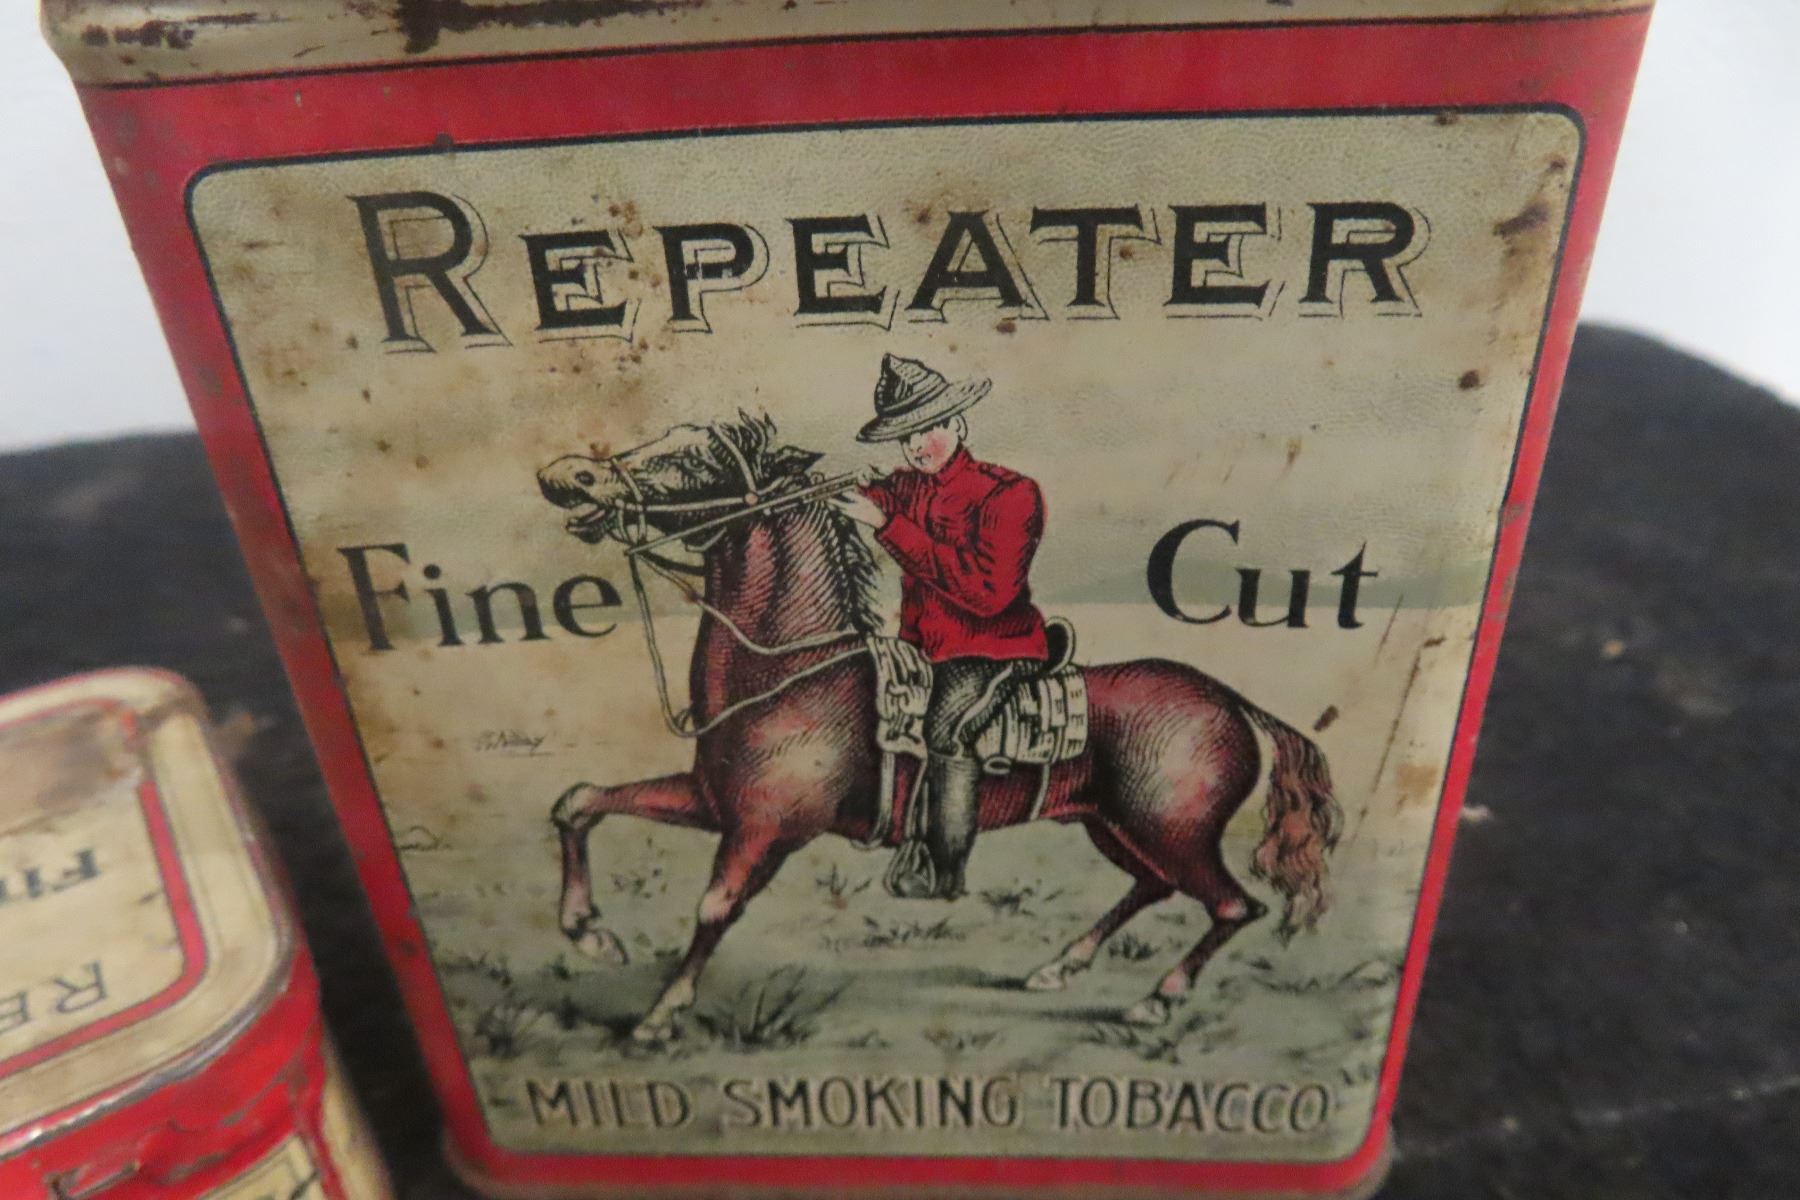 REPEATER
Fine Cut
MILD SMOKING TOBACCO